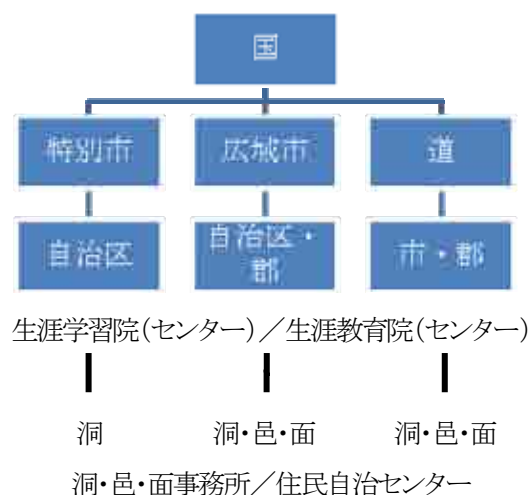 国
特別市 広域市 道
自治区 自治区・郡 市・郡
生涯学習院(センター)／生涯教育院(センター)
洞 洞・邑・面 洞・邑・面
洞・邑・面事務所／住民自治センター